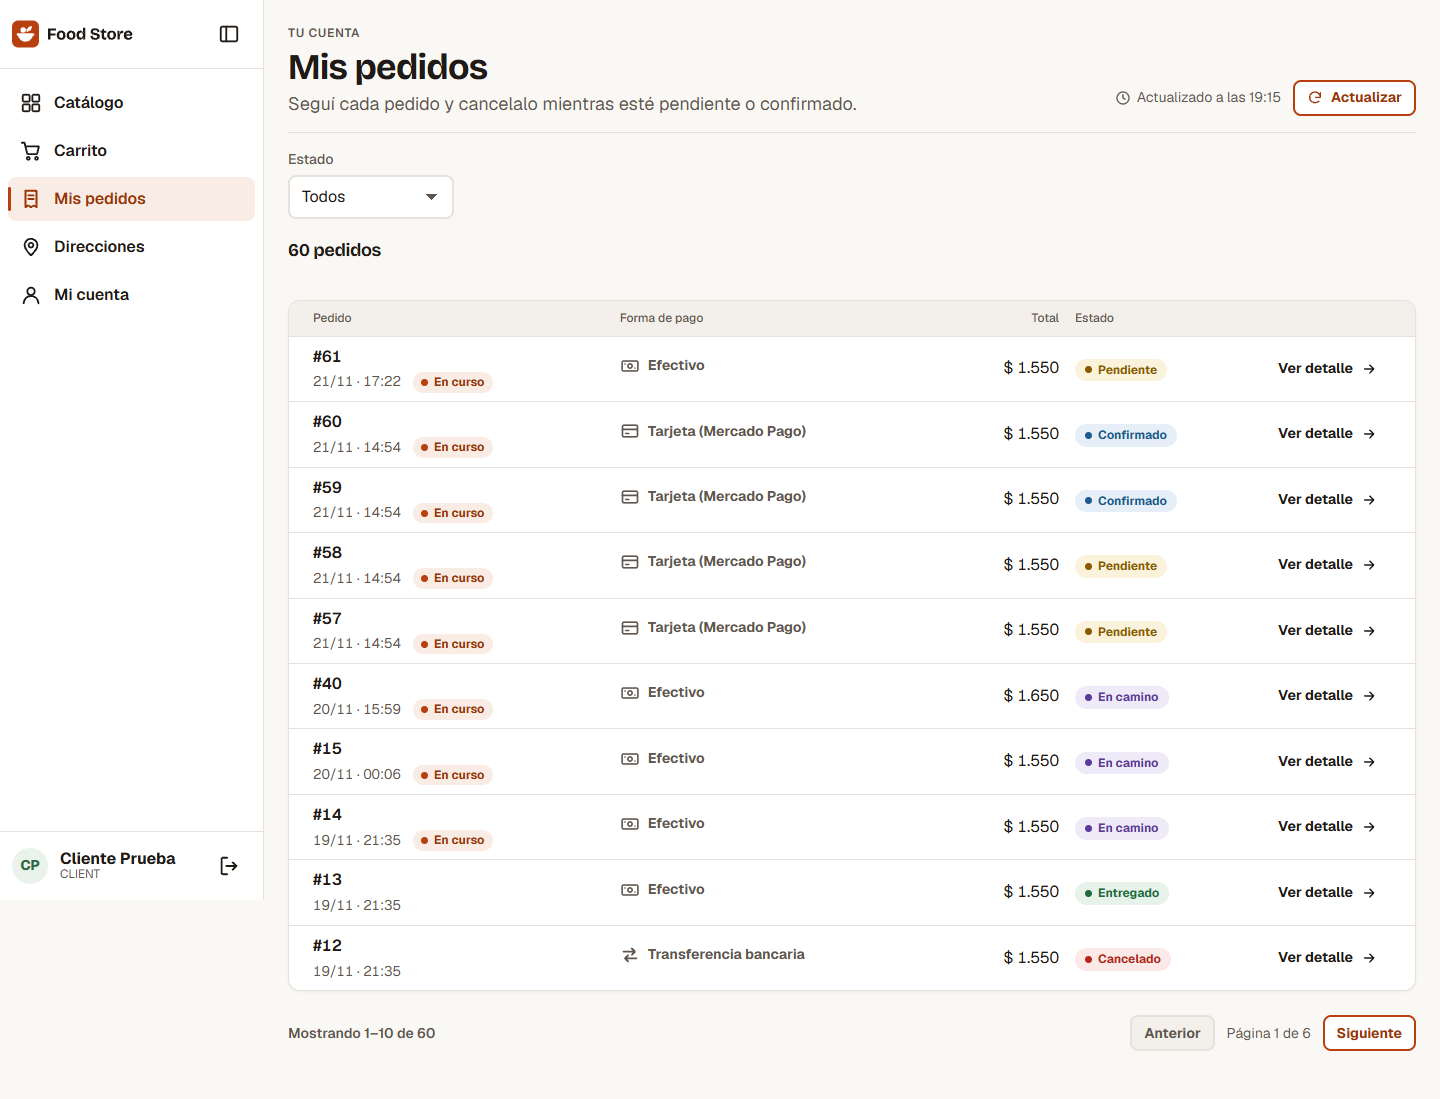 Food Store
Catálogo
Carrito
Mis pedidos
Direcciones
Mi cuenta
CP
Cliente Prueba
CLIENT
TU CUENTA
Mis pedidos
Seguí cada pedido y cancelalo mientras esté pendiente o confirmado.
Actualizado a las 19:15 Actualizar
Estado
Todos
60 pedidos
Pedido Forma de pago Total Estado
#61
21/11 · 17:22 En curso Efectivo $ 1.550 Pendiente Ver detalle →
#60
21/11 · 14:54 En curso Tarjeta (Mercado Pago) $ 1.550 Confirmado Ver detalle →
#59
21/11 · 14:54 En curso Tarjeta (Mercado Pago) $ 1.550 Confirmado Ver detalle →
#58
21/11 · 14:54 En curso Tarjeta (Mercado Pago) $ 1.550 Pendiente Ver detalle →
#57
21/11 · 14:54 En curso Tarjeta (Mercado Pago) $ 1.550 Pendiente Ver detalle →
#40
20/11 · 15:59 En curso Efectivo $ 1.650 En camino Ver detalle →
#15
20/11 · 00:06 En curso Efectivo $ 1.550 En camino Ver detalle →
#14
19/11 · 21:35 En curso Efectivo $ 1.550 En camino Ver detalle →
#13
19/11 · 21:35 Efectivo $ 1.550 Entregado Ver detalle →
#12
19/11 · 21:35 Transferencia bancaria $ 1.550 Cancelado Ver detalle →
Mostrando 1–10 de 60 Anterior Página 1 de 6 Siguiente